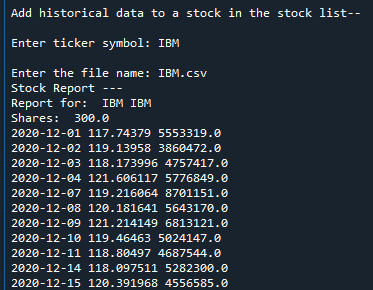 Add historical data to a stock in the stock list--
Enter ticker symbol: IBM
Enter the file name: IBM.csv
Stock Report ---
Report for:  IBM IBM
Shares:  300.0
2020-12-01 117.74379 5553319.0
2020-12-02 119.13958 3860472.0
2020-12-03 118.173996 4757417.0
2020-12-04 121.606117 5776849.0
2020-12-07 119.216064 8701151.0
2020-12-08 120.181641 5643170.0
2020-12-09 121.214149 6813121.0
2020-12-10 119.46463 5024147.0
2020-12-11 118.80497 4687544.0
2020-12-14 118.097511 5282300.0
2020-12-15 120.391968 4556585.0